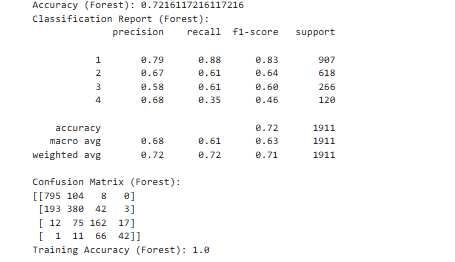 Accuracy (Forest): 0.7216117216117216
Classification Report (Forest):
precision recall f1-score support
1 0.79 0.88 0.83 907
2 0.67 0.61 0.64 618
3 0.58 0.61 0.60 266
4 0.68 0.35 0.46 120
accuracy 0.72 1911
macro avg 0.68 0.61 0.63 1911
weighted avg 0.72 0.72 0.71 1911
Confusion Matrix (Forest):
[[795 104 8 0]
[193 380 42 3]
[ 12 75 162 17]
[ 1 11 66 42]]
Training Accuracy (Forest): 1.0